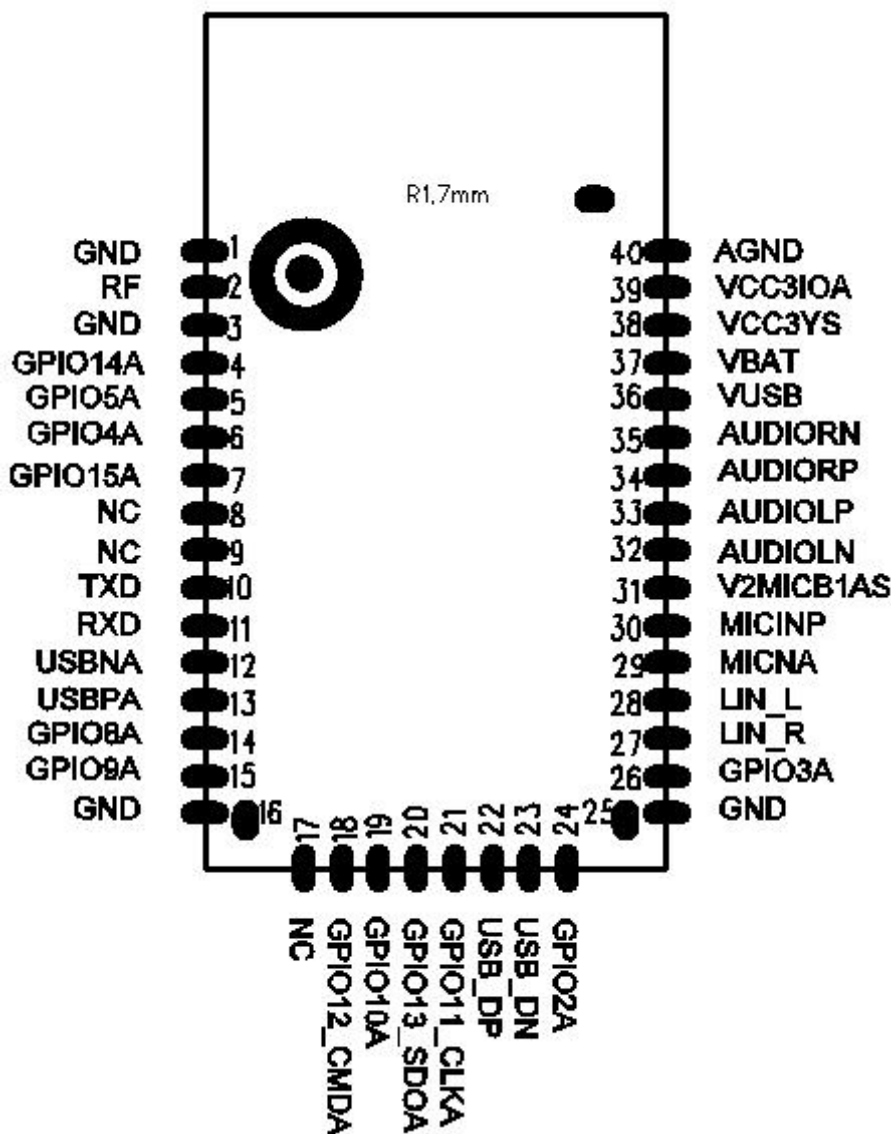 R1,7mm
GND 1
RF 2
GND 3
GPIO14A 4
GPIO5A 5
GPIO4A 6
GPIO15A 7
NC 8
NC 9
TXD 10
RXD 11
USBNA 12
USBPA 13
GPIO8A 14
GPIO9A 15
GND 16
17 NC
18 GPIO12_CMDA
19 GPIO10A
20 GPIO13_SDOA
21 GPIO11_CLKA
22 USB_DP
23 USB_DN
24 GPIO2A
40 AGND
39 VCC3IOA
38 VCC3YS
37 VBAT
36 VUSB
35 AUDIORN
34 AUDIORP
33 AUDIOLP
32 AUDIOLN
31 V2MICB1AS
30 MICINP
29 MICNA
28 LIN_L
27 LIN_R
26 GPIO3A
25 GND